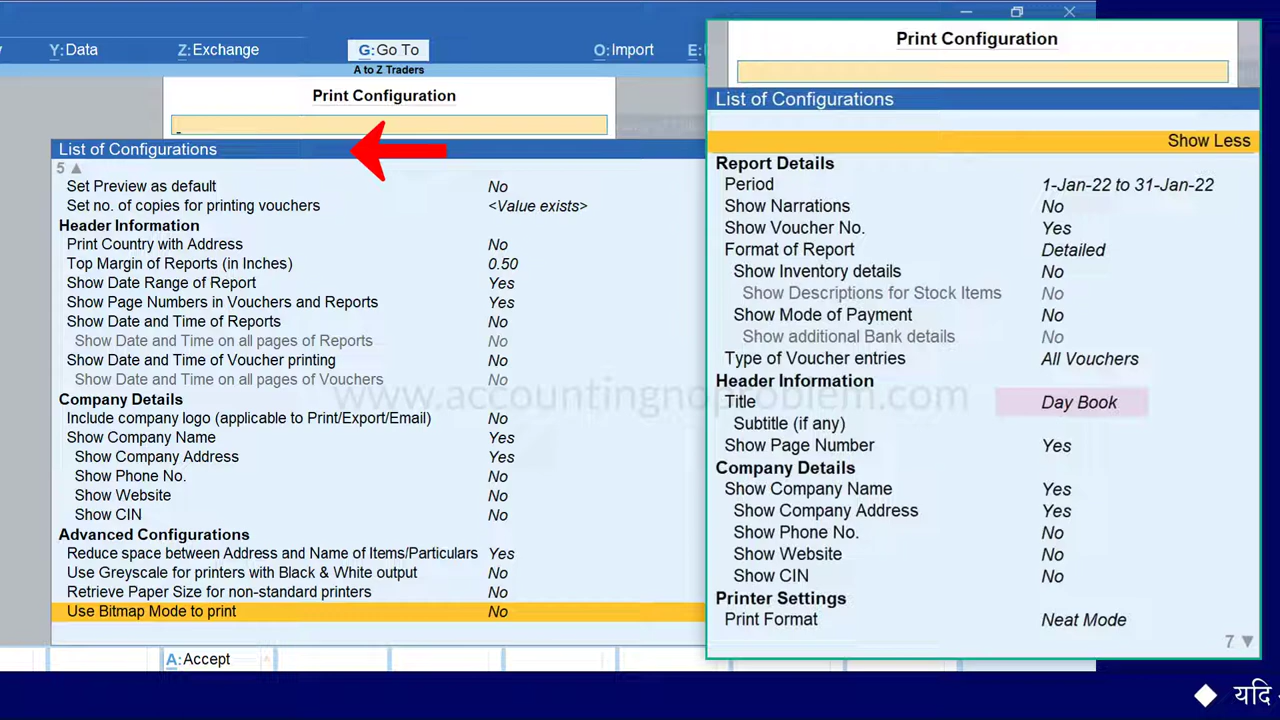 Y:Data Z:Exchange G:Go To O:Import E:
A to Z Traders
Print Configuration
List of Configurations
5 ▲
Set Preview as default No
Set no. of copies for printing vouchers <Value exists>
Header Information
Print Country with Address No
Top Margin of Reports (in Inches) 0.50
Show Date Range of Report Yes
Show Page Numbers in Vouchers and Reports Yes
Show Date and Time of Reports No
Show Date and Time on all pages of Reports No
Show Date and Time of Voucher printing No
Show Date and Time on all pages of Vouchers No
Company Details
Include company logo (applicable to Print/Export/Email) No
Show Company Name Yes
Show Company Address Yes
Show Phone No. No
Show Website No
Show CIN No
Advanced Configurations
Reduce space between Address and Name of Items/Particulars Yes
Use Greyscale for printers with Black & White output No
Retrieve Paper Size for non-standard printers No
Use Bitmap Mode to print No
A:Accept
Print Configuration
List of Configurations
Show Less
Report Details
Period 1-Jan-22 to 31-Jan-22
Show Narrations No
Show Voucher No. Yes
Format of Report Detailed
Show Inventory details No
Show Descriptions for Stock Items No
Show Mode of Payment No
Show additional Bank details No
Type of Voucher entries All Vouchers
Header Information
Title Day Book
Subtitle (if any)
Show Page Number Yes
Company Details
Show Company Name Yes
Show Company Address Yes
Show Phone No. No
Show Website No
Show CIN No
Printer Settings
Print Format Neat Mode
7 ▼
www.accountingnoproblem.com
◆ यदि